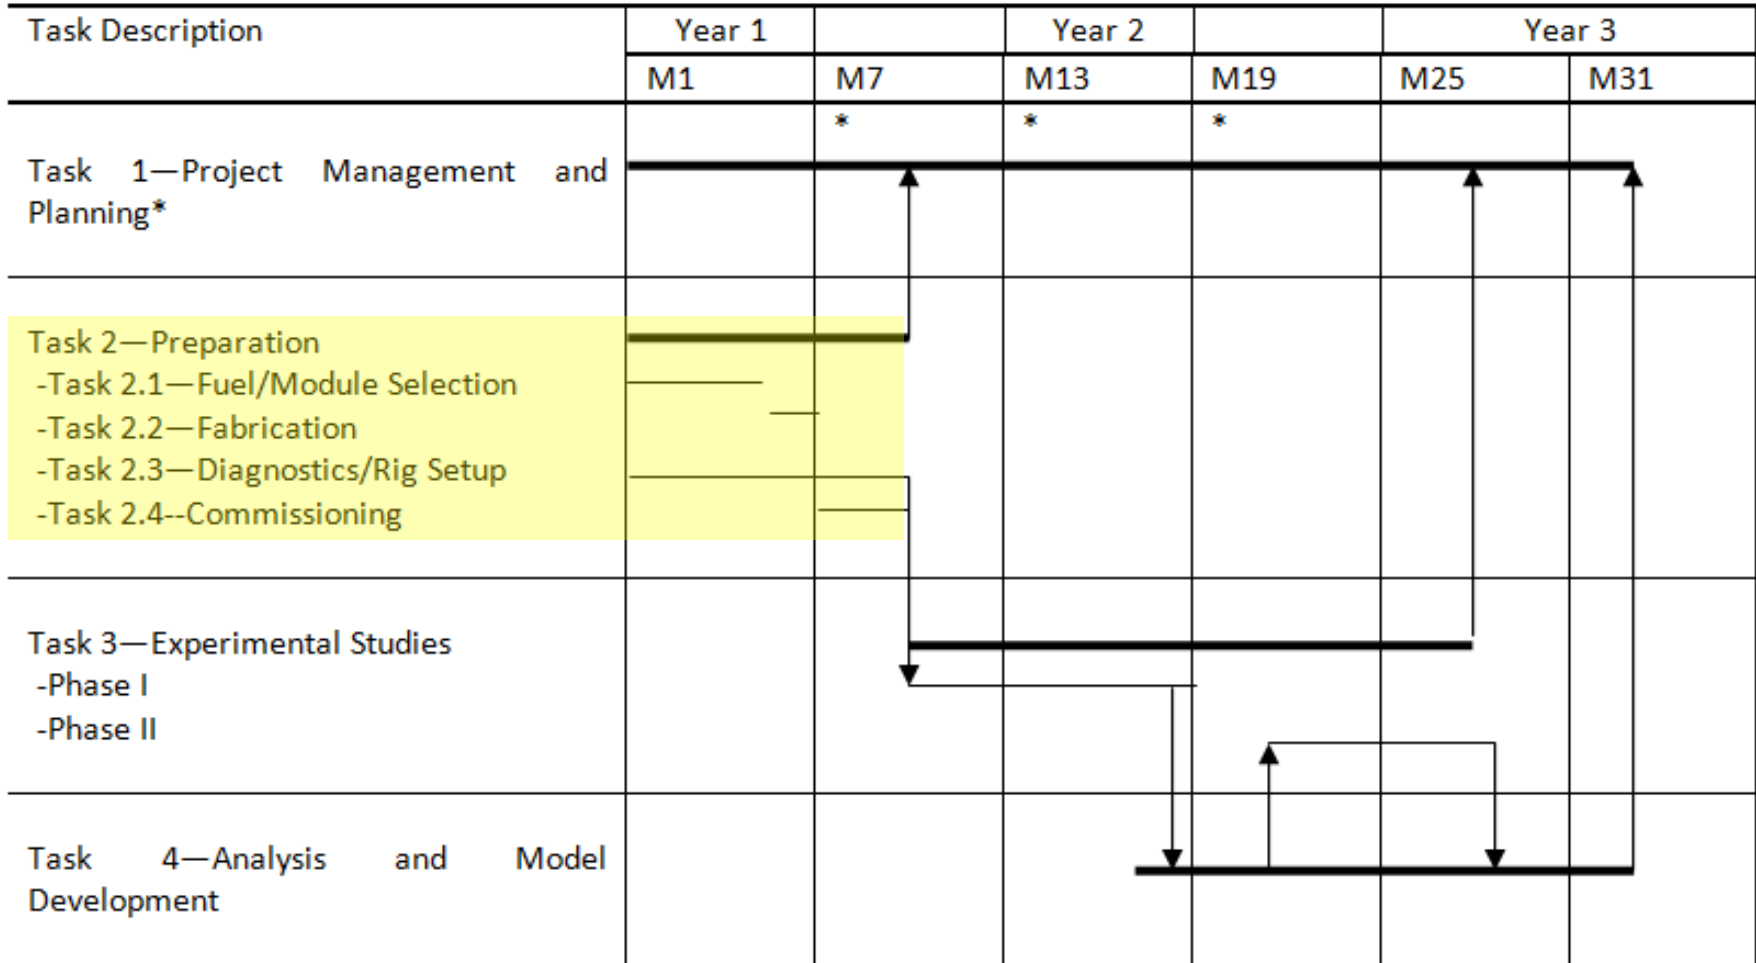 Task Description Year 1 Year 2 Year 3
M1 M7 M13 M19 M25 M31
* * *
Task 1—Project Management and
Planning*
Task 2—Preparation
-Task 2.1—Fuel/Module Selection
-Task 2.2—Fabrication
-Task 2.3—Diagnostics/Rig Setup
-Task 2.4--Commissioning
Task 3—Experimental Studies
-Phase I
-Phase II
Task 4—Analysis and Model
Development